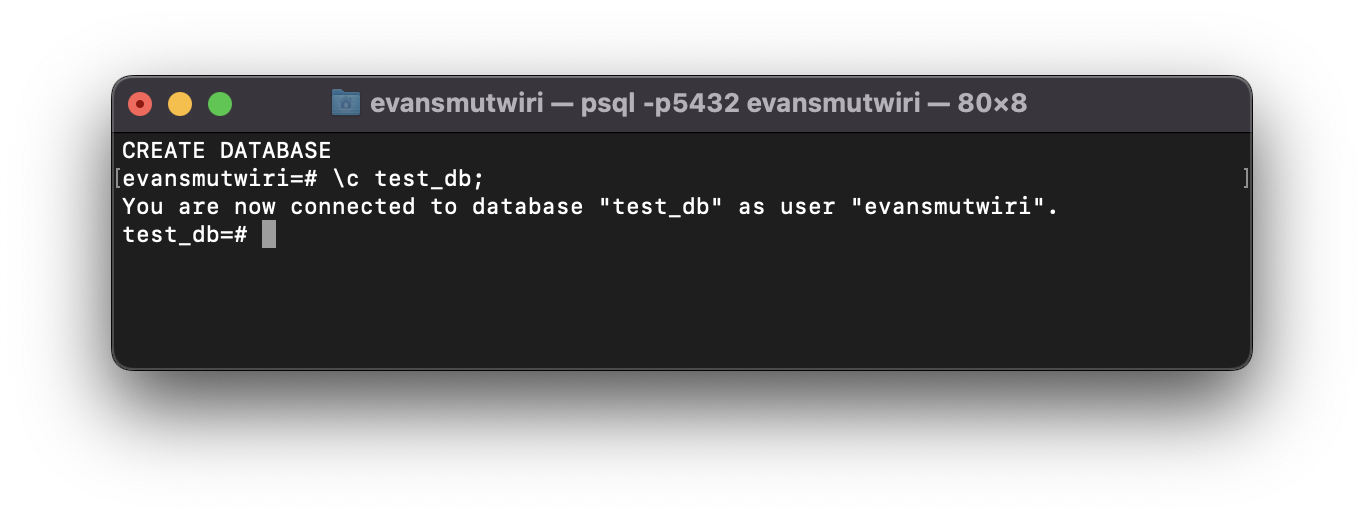 evansmutwiri — psql -p5432 evansmutwiri — 80×8
CREATE DATABASE
[evansmutwiri=# \c test_db;]
You are now connected to database "test_db" as user "evansmutwiri".
test_db=#